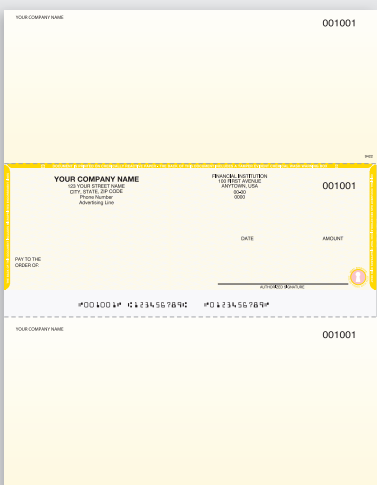 YOUR COMPANY NAME
001001
YOUR COMPANY NAME
123 YOUR STREET NAME
CITY, STATE, ZIP CODE
Phone Number
Advertising Line
FINANCIAL INSTITUTION
100 FIRST AVENUE
ANYTOWN, USA
00-00
0000
001001
DATE AMOUNT
PAY TO THE
ORDER OF:
AUTHORIZED SIGNATURE
⑈001001⑈ ⑆123456789⑆ ⑈0123456789⑈
YOUR COMPANY NAME
001001